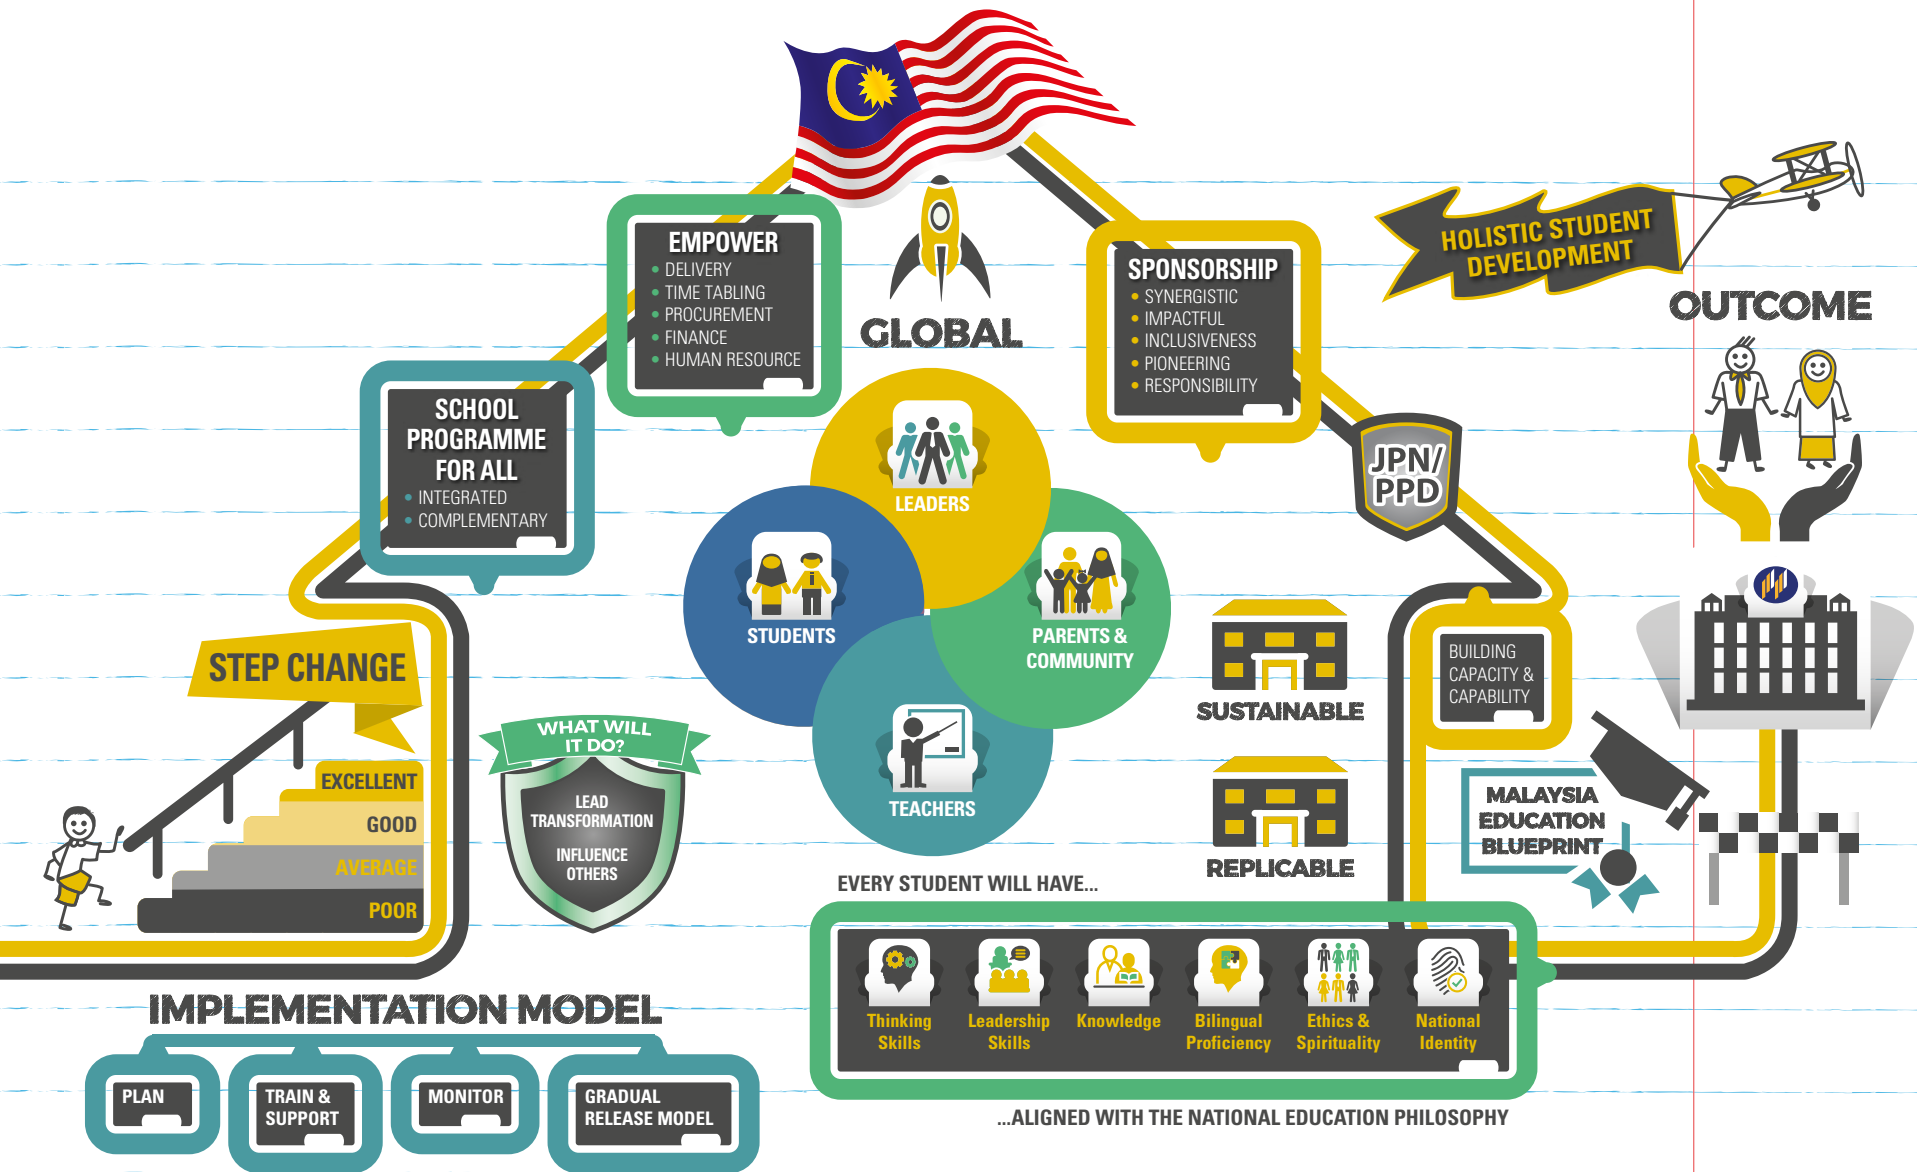 EMPOWER
DELIVERY
TIME TABLING
PROCUREMENT
FINANCE
HUMAN RESOURCE
GLOBAL
SPONSORSHIP
SYNERGISTIC
IMPACTFUL
INCLUSIVENESS
PIONEERING
RESPONSIBILITY
HOLISTIC STUDENT
DEVELOPMENT
OUTCOME
SCHOOL
PROGRAMME
FOR ALL
INTEGRATED
COMPLEMENTARY
JPN/
PPD
LEADERS
STUDENTS
PARENTS &
COMMUNITY
TEACHERS
STEP CHANGE
EXCELLENT
GOOD
AVERAGE
POOR
WHAT WILL
IT DO?
LEAD
TRANSFORMATION
INFLUENCE
OTHERS
SUSTAINABLE
REPLICABLE
BUILDING
CAPACITY &
CAPABILITY
MALAYSIA
EDUCATION
BLUEPRINT
EVERY STUDENT WILL HAVE...
Thinking
Skills
Leadership
Skills
Knowledge
Bilingual
Proficiency
Ethics &
Spirituality
National
Identity
...ALIGNED WITH THE NATIONAL EDUCATION PHILOSOPHY
IMPLEMENTATION MODEL
PLAN
TRAIN &
SUPPORT
MONITOR
GRADUAL
RELEASE MODEL